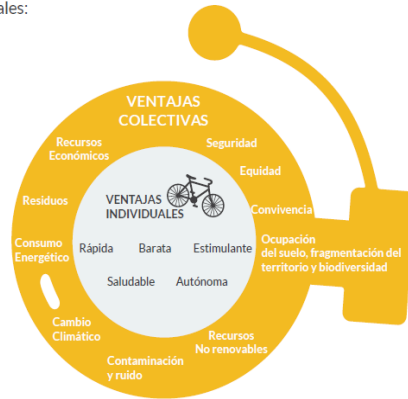 ales:
VENTAJAS
COLECTIVAS
Recursos
Económicos
Seguridad
Equidad
Residuos
Convivencia
VENTAJAS
INDIVIDUALES
Consumo
Energético
Rápida Barata Estimulante
Saludable Autónoma
Ocupación
del suelo, fragmentación del
territorio y biodiversidad
Cambio
Climático
Recursos
No renovables
Contaminación
y ruido